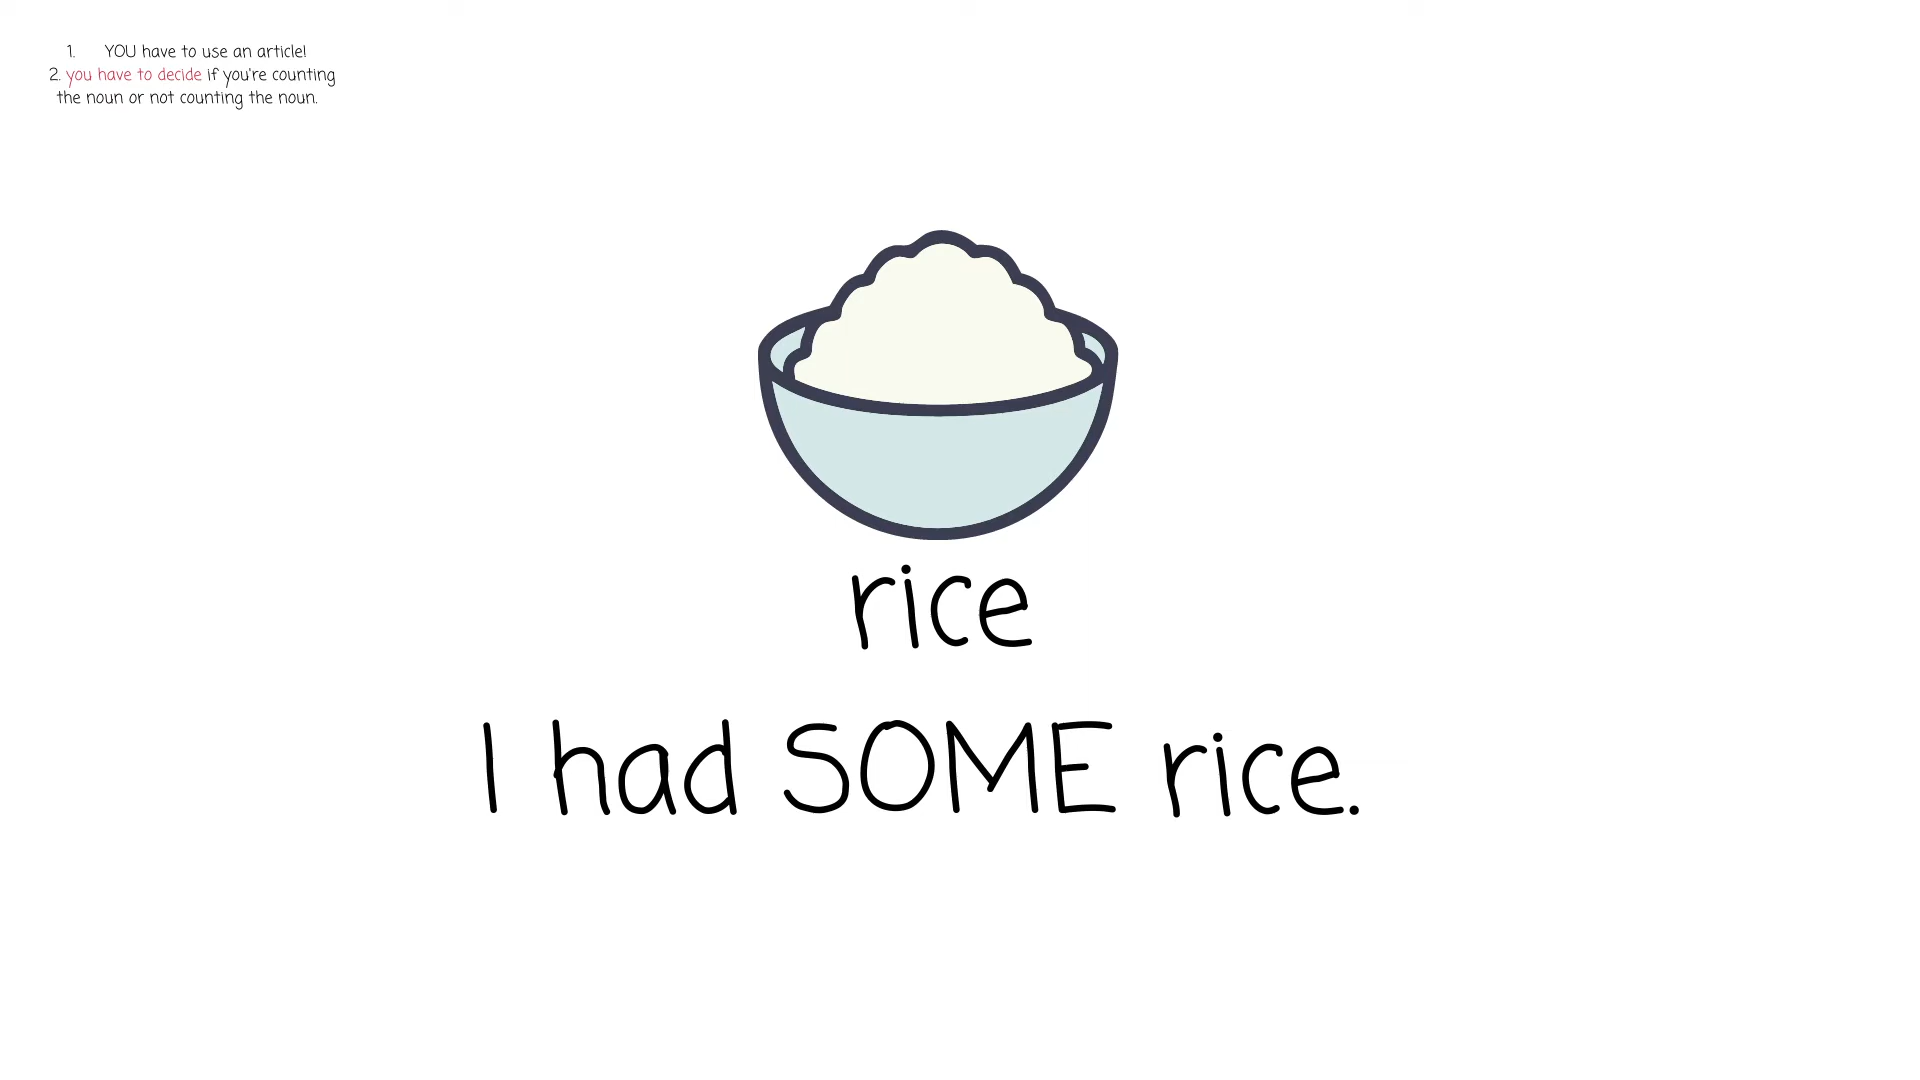 1. YOU have to use an article!
2. you have to decide if you're counting
the noun or not counting the noun.
rice
I had SOME rice.